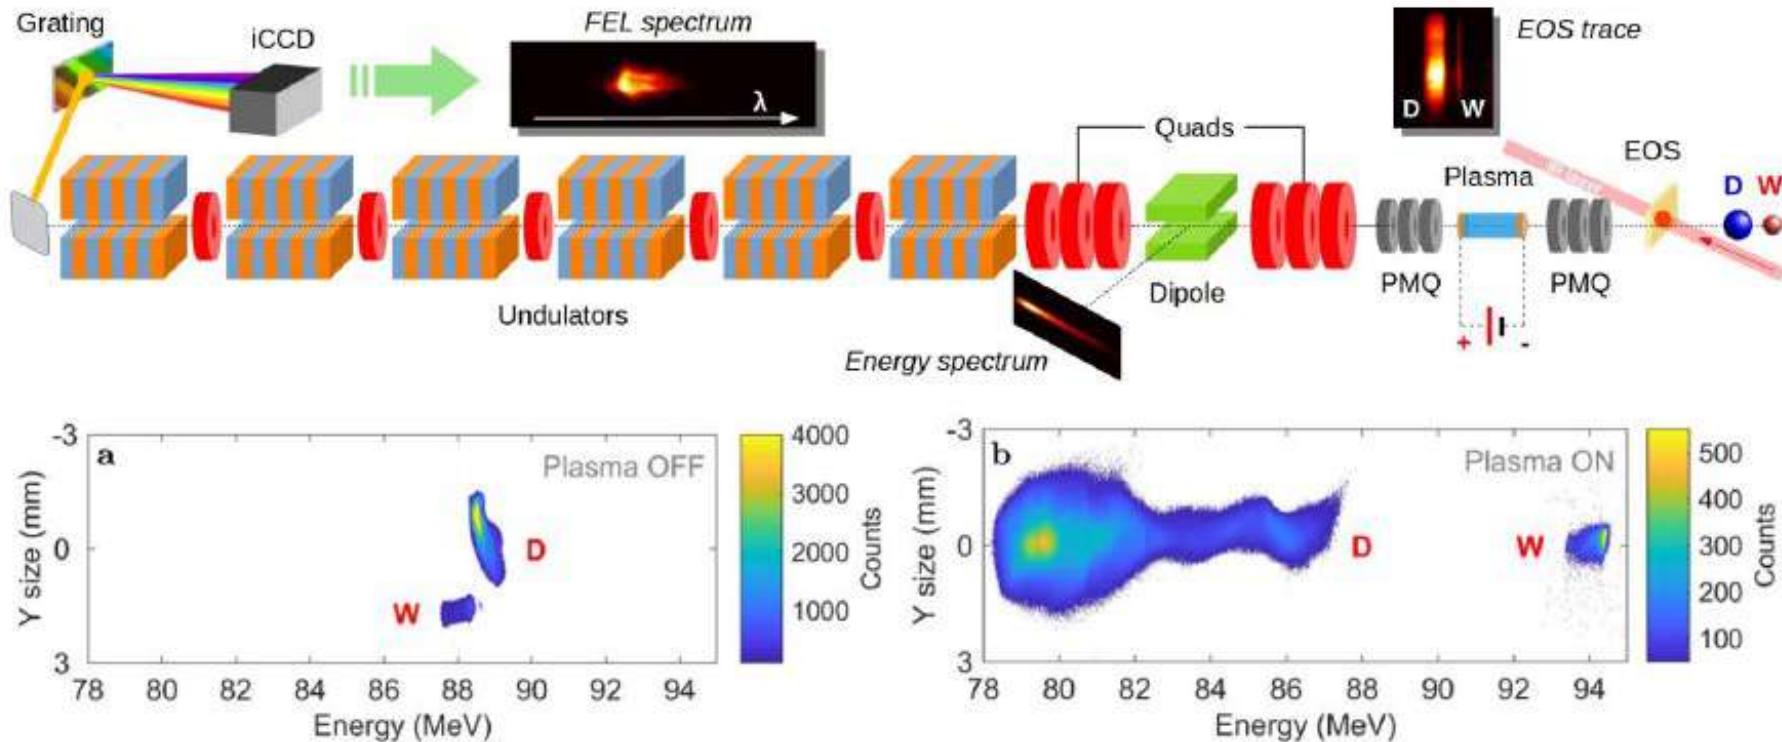 Grating
iCCD
FEL spectrum
λ
EOS trace
D W
Quads
EOS
Plasma
D W
Undulators
Dipole
PMQ
PMQ
+ -
Energy spectrum
a
Plasma OFF
D
W
Y size (mm)
-3
0
3
78 80 82 84 86 88 90 92 94
Energy (MeV)
4000
3000
2000
1000
Counts
b
Plasma ON
D
W
Y size (mm)
-3
0
3
78 80 82 84 86 88 90 92 94
Energy (MeV)
500
400
300
200
100
Counts